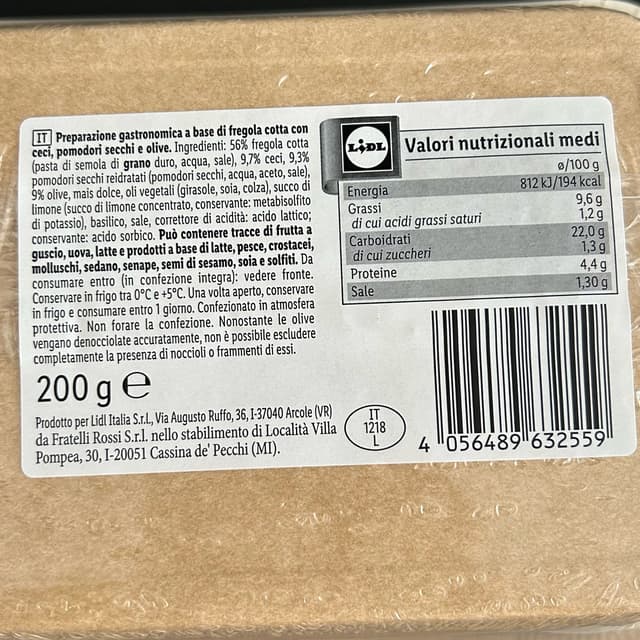 IT Preparazione gastronomica a base di fregola cotta con
ceci, pomodori secchi e olive. Ingredienti: 56% fregola cotta
(pasta di semola di grano duro, acqua, sale), 9,7% ceci, 9,3%
pomodori secchi reidratati (pomodori secchi, acqua, aceto, sale),
9% olive, mais dolce, oli vegetali (girasole, soia, colza), succo di
limone (succo di limone concentrato, conservante: metabisolfito
di potassio), basilico, sale, correttore di acidità: acido lattico;
conservante: acido sorbico. Può contenere tracce di frutta a
guscio, uova, latte e prodotti a base di latte, pesce, crostacei,
molluschi, sedano, senape, semi di sesamo, soia e solfiti. Da
consumare entro (in confezione integra): vedere fronte.
Conservare in frigo tra 0°C e +5°C. Una volta aperto, conservare
in frigo e consumare entro 1 giorno. Confezionato in atmosfera
protettiva. Non forare la confezione. Nonostante le olive
vengano denocciolate accuratamente, non è possibile escludere
completamente la presenza di noccioli o frammenti di essi.
200 g e
Prodotto per Lidl Italia S.r.l., Via Augusto Ruffo, 36, I-37040 Arcole (VR)
da Fratelli Rossi S.r.l. nello stabilimento di Località Villa
Pompea, 30, I-20051 Cassina de' Pecchi (MI).
IT
1218
L
LIDL
Valori nutrizionali medi
ø/100 g
Energia 812 kJ/194 kcal
Grassi 9,6 g
di cui acidi grassi saturi 1,2 g
Carboidrati 22,0 g
di cui zuccheri 1,3 g
Proteine 4,4 g
Sale 1,30 g
4 056489 632559